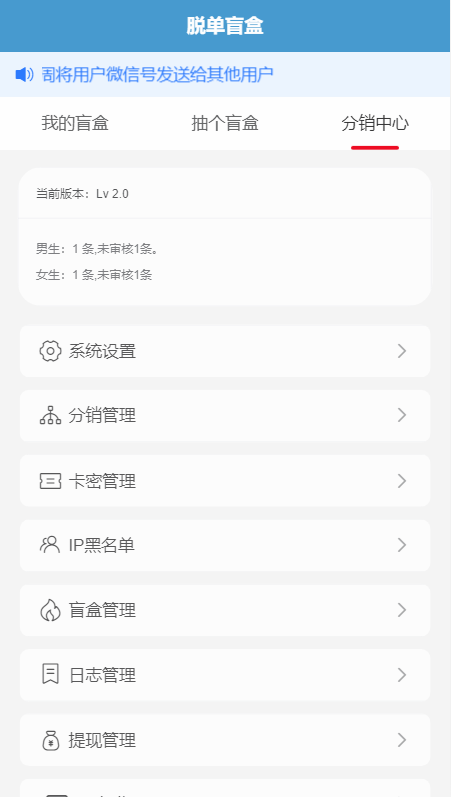 脱单盲盒
将用户微信号发送给其他用户
我的盲盒
抽个盲盒
分销中心
当前版本：Lv 2.0
男生：1 条,未审核1条。
女生：1 条,未审核1条
系统设置
分销管理
卡密管理
IP黑名单
盲盒管理
日志管理
提现管理